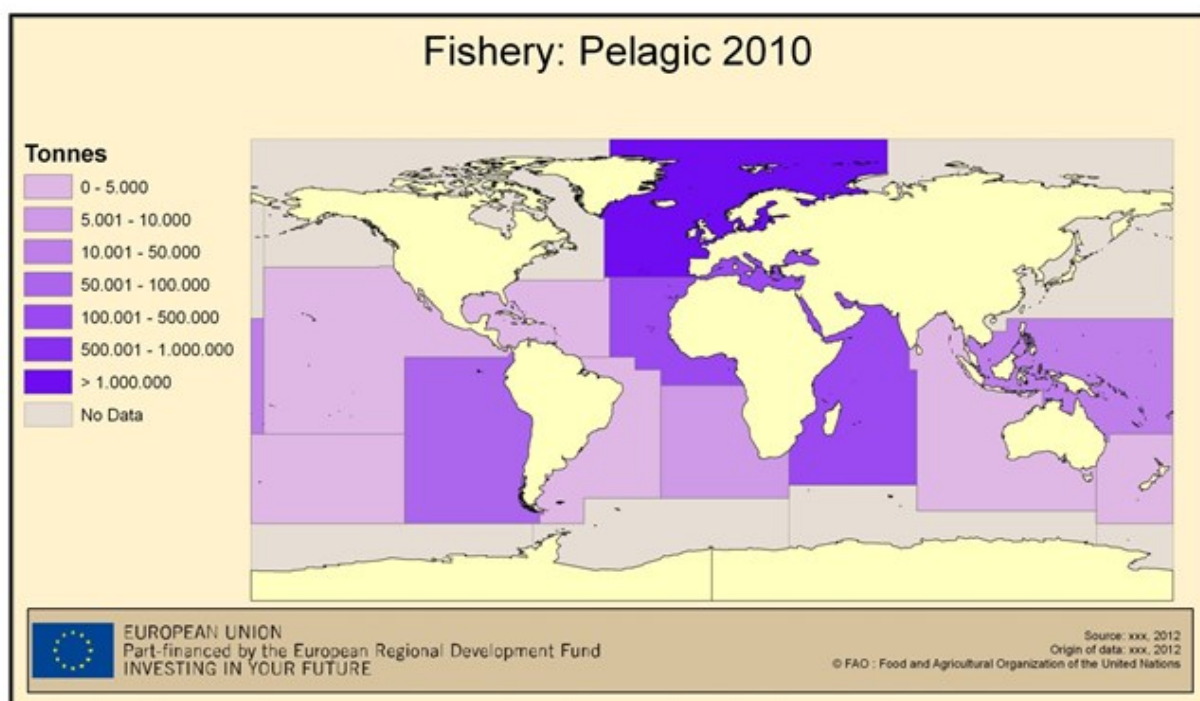 Fishery: Pelagic 2010
Tonnes
0 - 5.000
5.001 - 10.000
10.001 - 50.000
50.001 - 100.000
100.001 - 500.000
500.001 - 1.000.000
> 1.000.000
No Data
EUROPEAN UNION
Part-financed by the European Regional Development Fund
INVESTING IN YOUR FUTURE
Source: xxx, 2012
Origin of data: xxx, 2012
© FAO : Food and Agricultural Organization of the United Nations